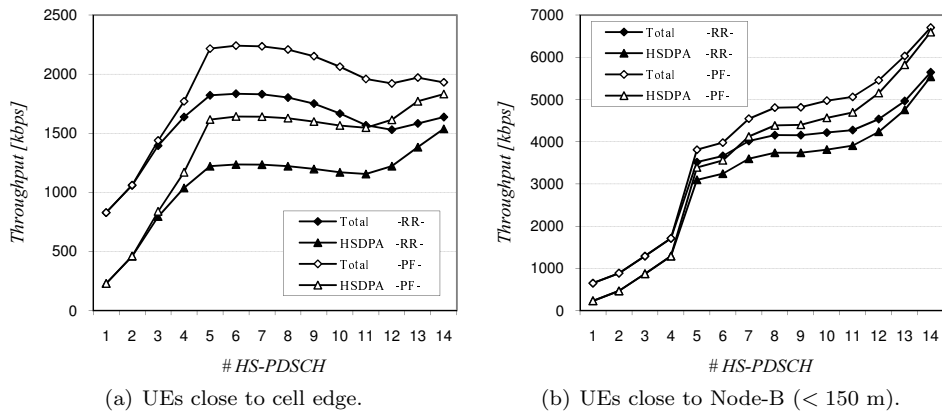 2500
2000
1500
1000
500
0
Throughput [kbps]
Total -RR-
HSDPA -RR-
Total -PF-
HSDPA -PF-
1 2 3 4 5 6 7 8 9 10 11 12 13 14
# HS-PDSCH
(a) UEs close to cell edge.
7000
6000
5000
4000
3000
2000
1000
0
Throughput [kbps]
Total -RR-
HSDPA -RR-
Total -PF-
HSDPA -PF-
1 2 3 4 5 6 7 8 9 10 11 12 13 14
# HS-PDSCH
(b) UEs close to Node-B (< 150 m).